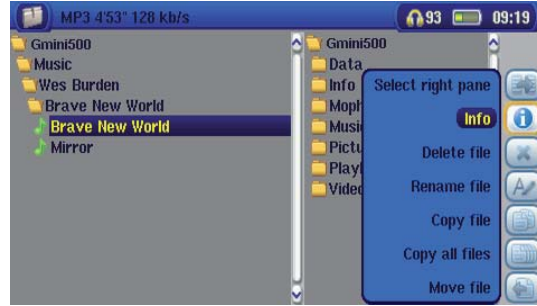 MP3 4'53" 128 kb/s
93
09:19
Gmini500
Music
Wes Burden
Brave New World
Brave New World
Mirror
Gmini500
Data
Info
Moph
Musi
Pictu
Playl
Video
Select right pane
Info
Delete file
Rename file
Copy file
Copy all files
Move file